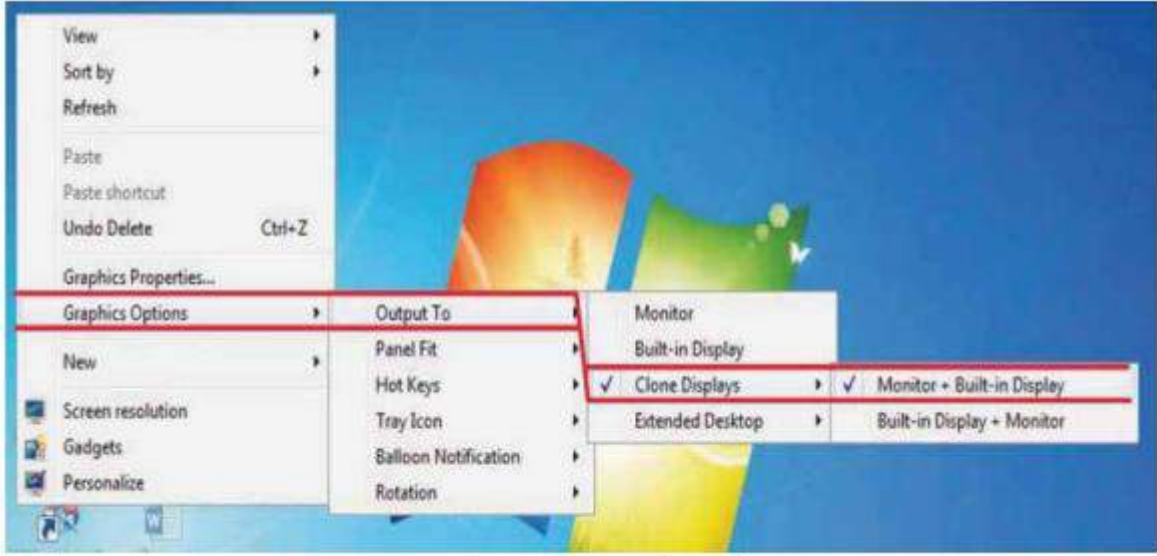 View
Sort by
Refresh
Paste
Paste shortcut
Undo Delete Ctrl+Z
Graphics Properties...
Graphics Options
New
Screen resolution
Gadgets
Personalize
Output To
Panel Fit
Hot Keys
Tray Icon
Balloon Notification
Rotation
Monitor
Built-in Display
Clone Displays
Extended Desktop
Monitor + Built-in Display
Built-in Display + Monitor